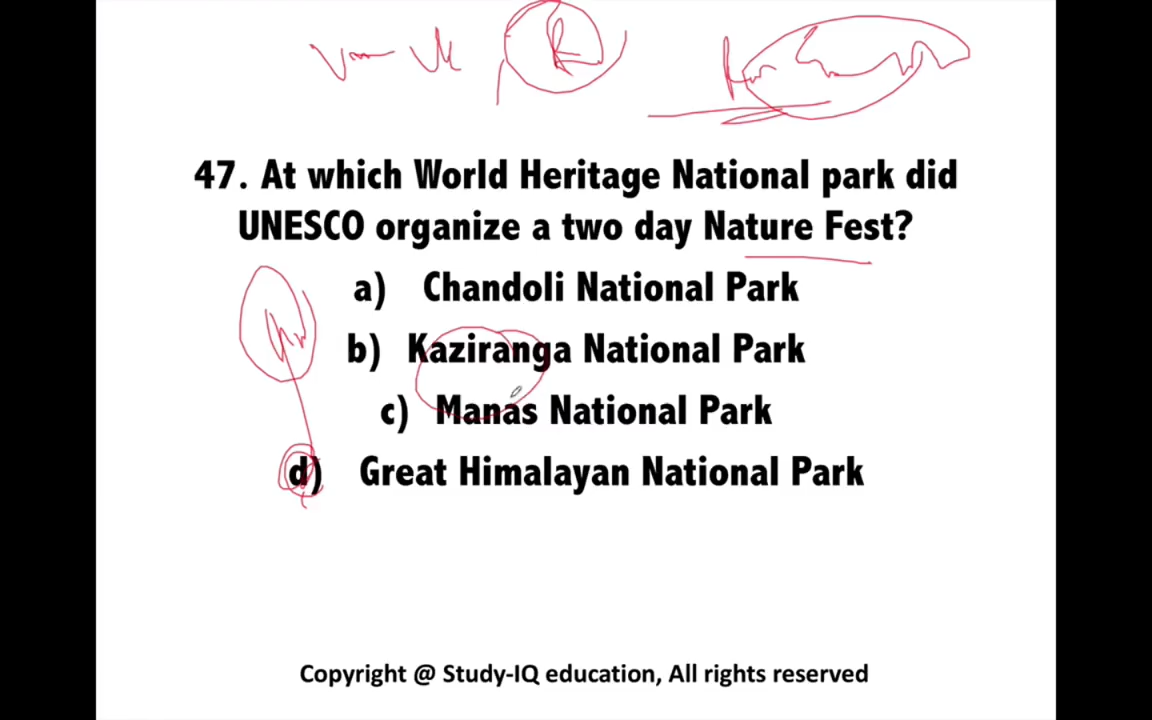 47. At which World Heritage National park did
UNESCO organize a two day Nature Fest?
a) Chandoli National Park
b) Kaziranga National Park
c) Manas National Park
d) Great Himalayan National Park
Copyright @ Study-IQ education, All rights reserved